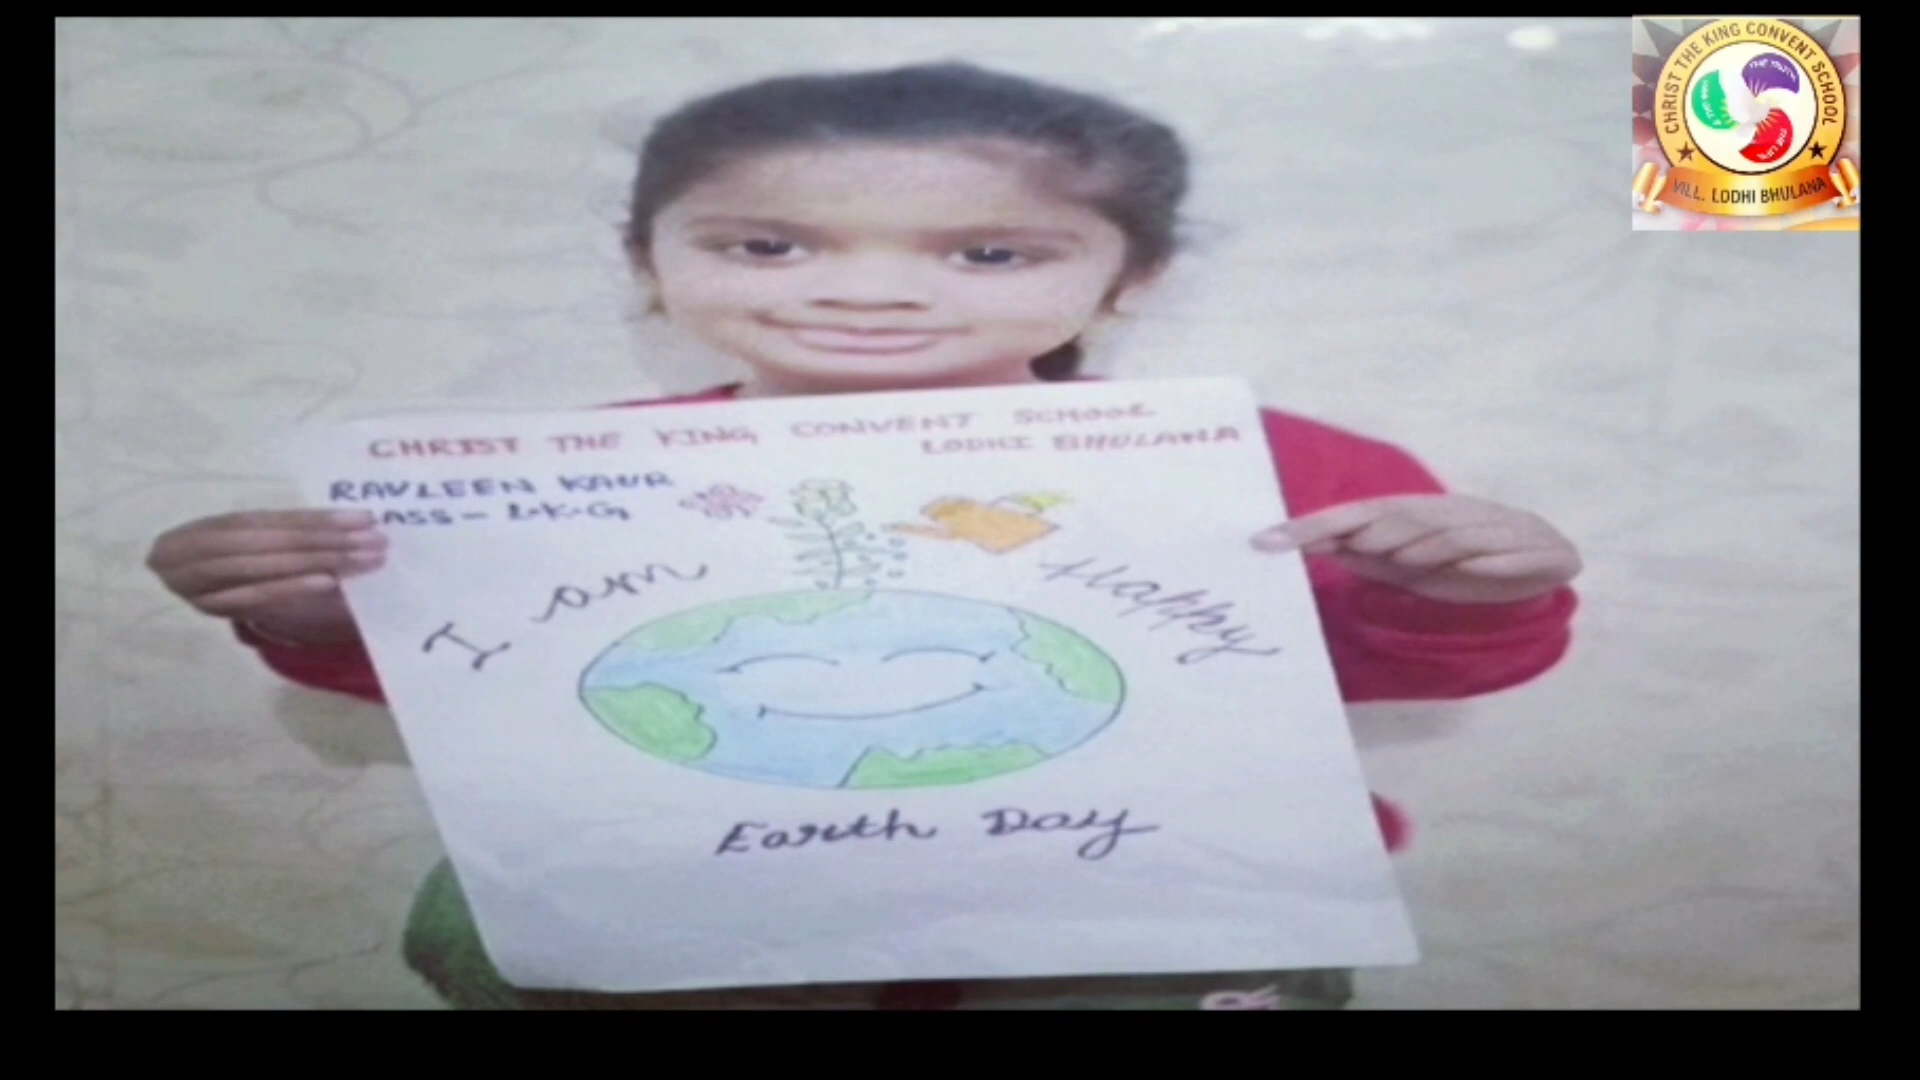 CHRIST THE KING CONVENT SCHOOL
VILL. LODHI BHULANA
CHRIST THE KING CONVENT SCHOOL
LODHI BHULANA
RAVLEEN KAUR
ASS - L.K.G
I am Happy
Earth Day
R